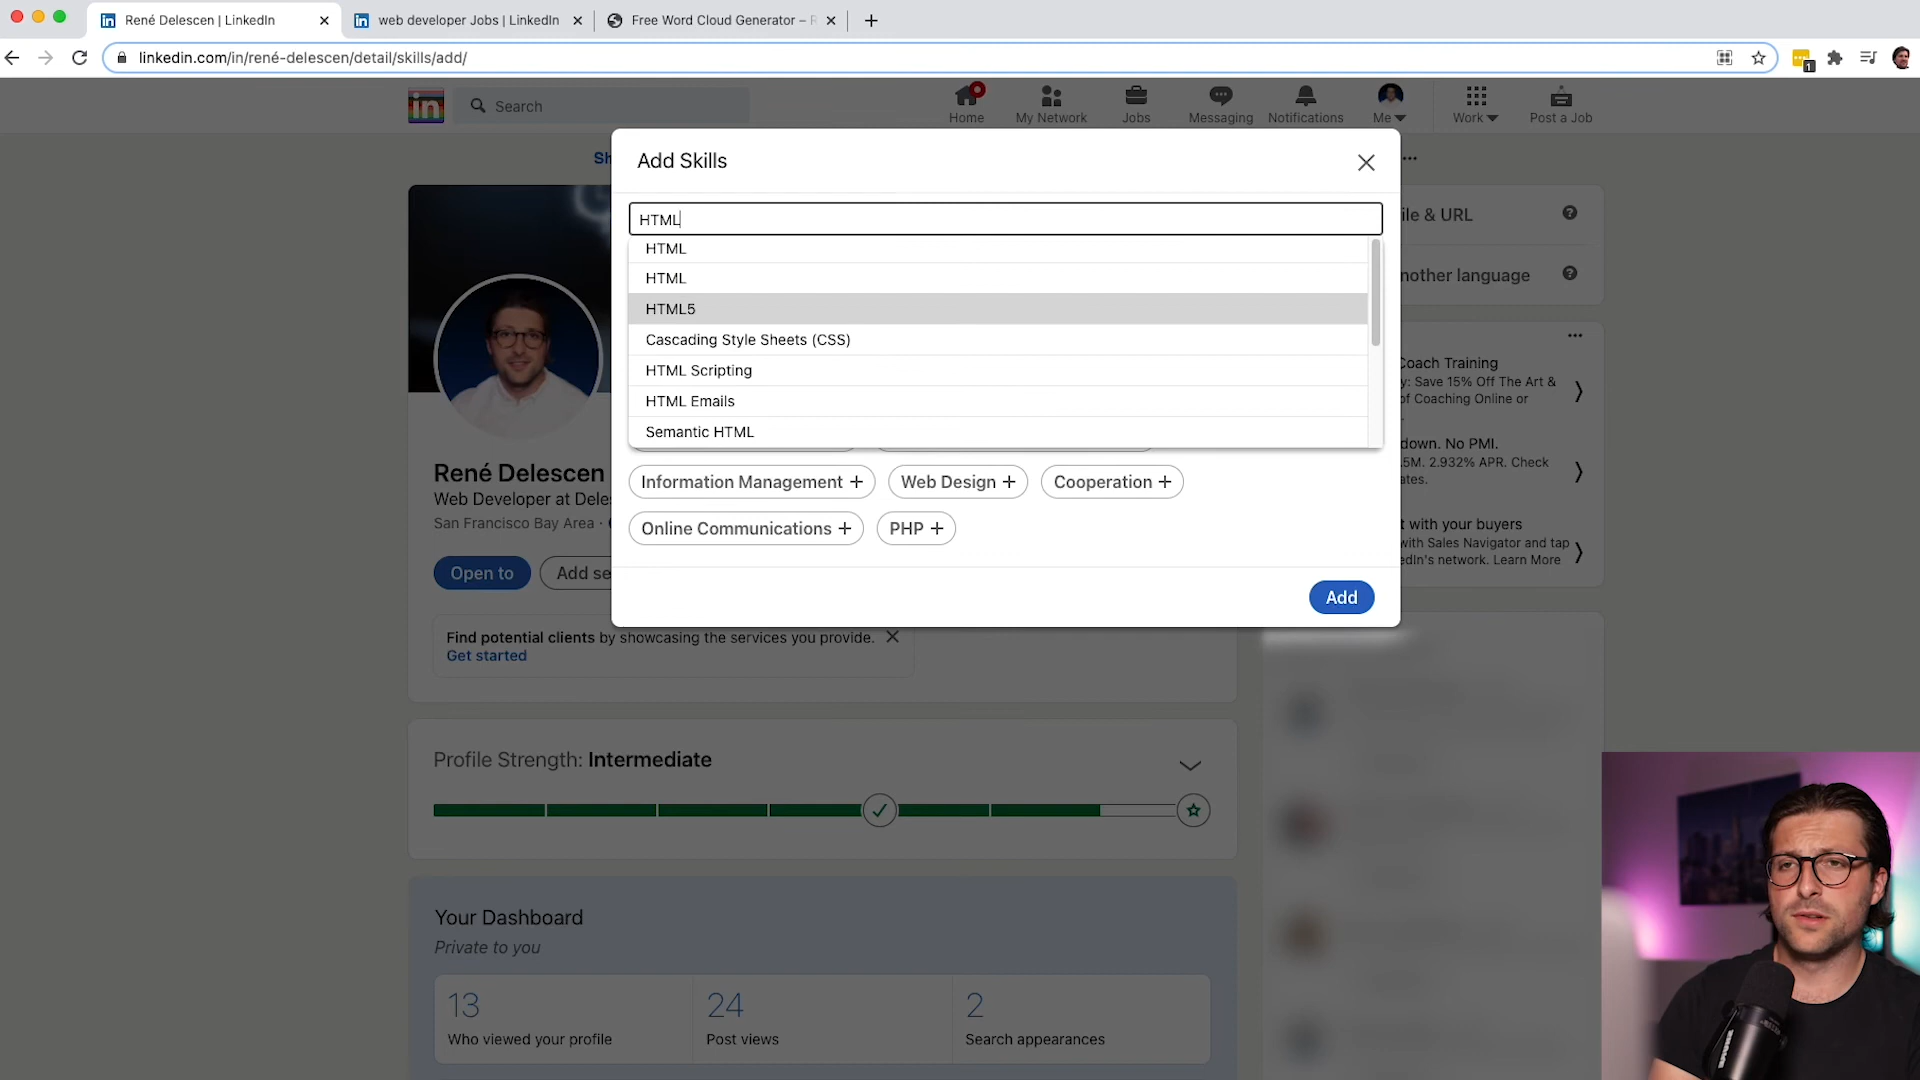 René Delescen | LinkedIn
web developer Jobs | LinkedIn
Free Word Cloud Generator –
linkedin.com/in/rené-delescen/detail/skills/add/
1
in
Search
Home
My Network
Jobs
Messaging
Notifications
Me
Work
Post a Job
Add Skills
HTML
HTML
HTML
HTML5
Cascading Style Sheets (CSS)
HTML Scripting
HTML Emails
Semantic HTML
Information Management +
Web Design +
Cooperation +
Online Communications +
PHP +
Add
& URL
nother language
Coach Training
y: Save 15% Off The Art &
of Coaching Online or
down. No PMI.
5M. 2.932% APR. Check
ates.
t with your buyers
with Sales Navigator and tap
edIn's network. Learn More
René Delescen
Web Developer at Deles
San Francisco Bay Area ·
Open to
Add se
Find potential clients by showcasing the services you provide.
Get started
Profile Strength: Intermediate
Your Dashboard
Private to you
13
Who viewed your profile
24
Post views
2
Search appearances